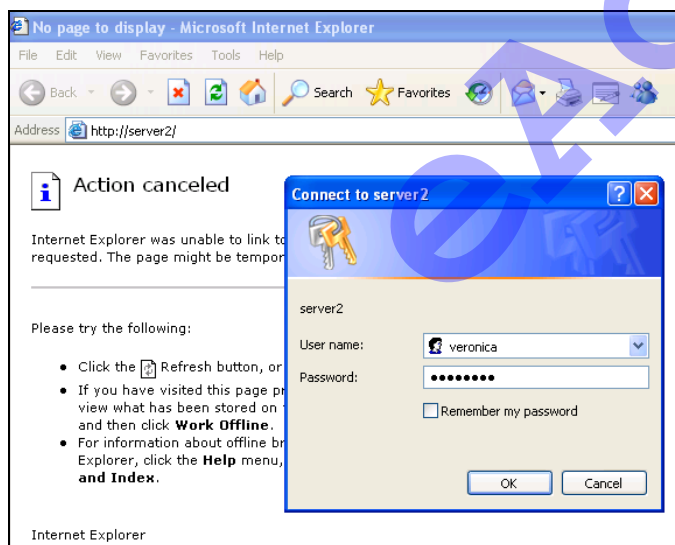 No page to display - Microsoft Internet Explorer
File Edit View Favorites Tools Help
Back Search Favorites
Address http://server2/
Action canceled
Internet Explorer was unable to link to
requested. The page might be tempor
Please try the following:
Click the Refresh button, or
If you have visited this page pr
view what has been stored on
and then click Work Offline.
For information about offline br
Explorer, click the Help menu,
and Index.
Internet Explorer
Connect to server2
server2
User name: veronica
Password: ••••••••
Remember my password
OK Cancel